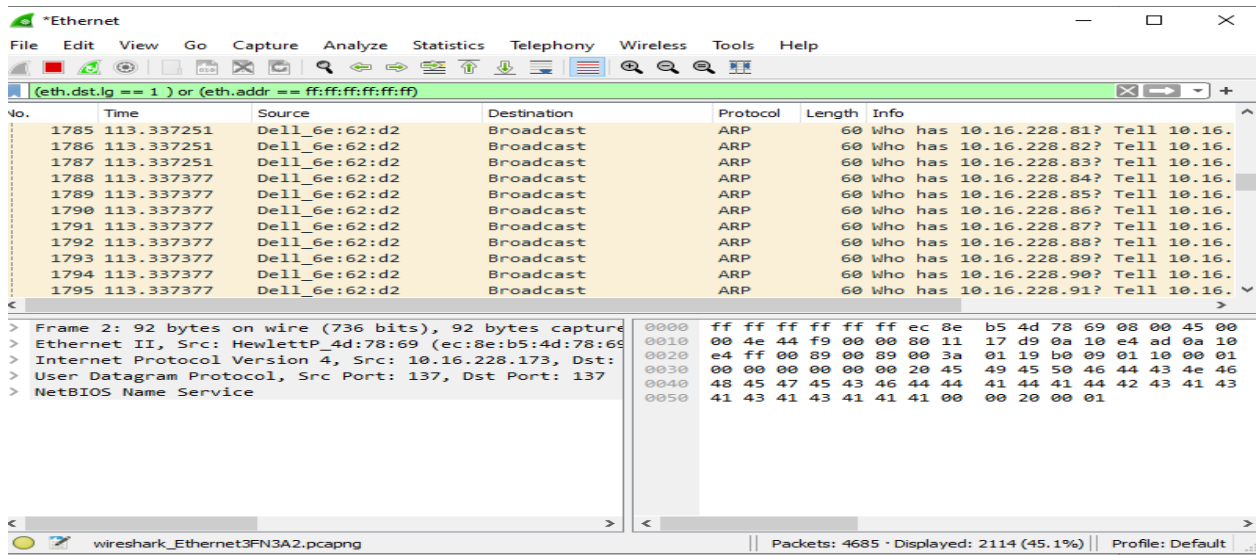 *Ethernet
File Edit View Go Capture Analyze Statistics Telephony Wireless Tools Help
(eth.dst.lg == 1 ) or (eth.addr == ff:ff:ff:ff:ff:ff)
No. Time Source Destination Protocol Length Info
1785 113.337251 Dell_6e:62:d2 Broadcast ARP 60 Who has 10.16.228.81? Tell 10.16.
1786 113.337251 Dell_6e:62:d2 Broadcast ARP 60 Who has 10.16.228.82? Tell 10.16.
1787 113.337251 Dell_6e:62:d2 Broadcast ARP 60 Who has 10.16.228.83? Tell 10.16.
1788 113.337377 Dell_6e:62:d2 Broadcast ARP 60 Who has 10.16.228.84? Tell 10.16.
1789 113.337377 Dell_6e:62:d2 Broadcast ARP 60 Who has 10.16.228.85? Tell 10.16.
1790 113.337377 Dell_6e:62:d2 Broadcast ARP 60 Who has 10.16.228.86? Tell 10.16.
1791 113.337377 Dell_6e:62:d2 Broadcast ARP 60 Who has 10.16.228.87? Tell 10.16.
1792 113.337377 Dell_6e:62:d2 Broadcast ARP 60 Who has 10.16.228.88? Tell 10.16.
1793 113.337377 Dell_6e:62:d2 Broadcast ARP 60 Who has 10.16.228.89? Tell 10.16.
1794 113.337377 Dell_6e:62:d2 Broadcast ARP 60 Who has 10.16.228.90? Tell 10.16.
1795 113.337377 Dell_6e:62:d2 Broadcast ARP 60 Who has 10.16.228.91? Tell 10.16.
Frame 2: 92 bytes on wire (736 bits), 92 bytes capture
Ethernet II, Src: HewlettP_4d:78:69 (ec:8e:b5:4d:78:69
Internet Protocol Version 4, Src: 10.16.228.173, Dst:
User Datagram Protocol, Src Port: 137, Dst Port: 137
NetBIOS Name Service
0000 ff ff ff ff ff ff ec 8e b5 4d 78 69 08 00 45 00
0010 00 4e 44 f9 00 00 80 11 17 d9 0a 10 e4 ad 0a 10
0020 e4 ff 00 89 00 89 00 3a 01 19 b0 09 01 10 00 01
0030 00 00 00 00 00 00 20 45 49 45 50 46 44 43 4e 46
0040 48 45 47 45 43 46 44 44 41 44 41 44 42 43 41 43
0050 41 43 41 43 41 41 41 00 00 20 00 01
wireshark_Ethernet3FN3A2.pcapng Packets: 4685 · Displayed: 2114 (45.1%) Profile: Default